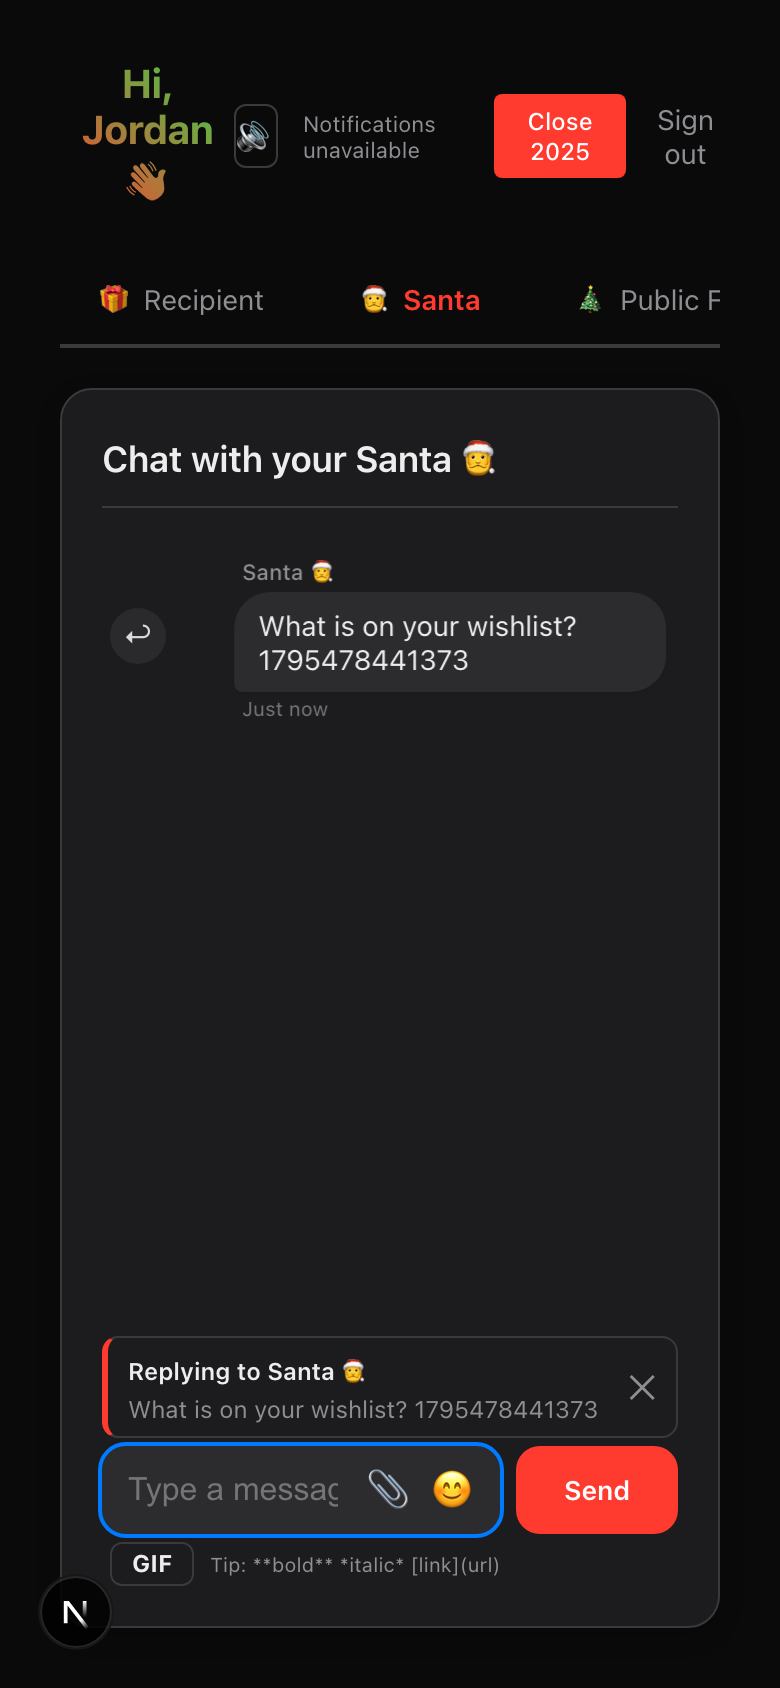 Hi,
Jordan
👋
🔊
Notifications
unavailable
Close
2025
Sign
out
🎁 Recipient
🎅 Santa
🎄 Public F
Chat with your Santa 🎅
Santa 🎅
What is on your wishlist?
1795478441373
Just now
Replying to Santa 🎅
What is on your wishlist? 1795478441373
Type a messag
Send
GIF
Tip: **bold** *italic* [link](url)
N